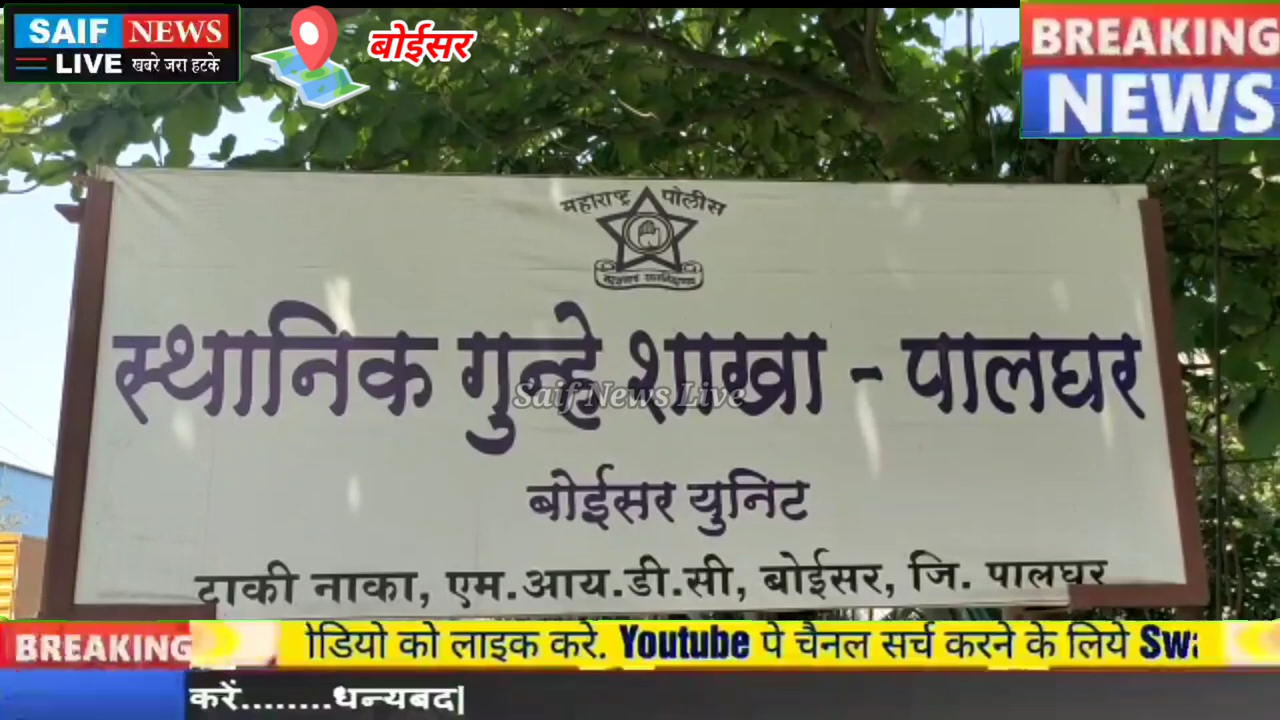 SAIF NEWS
LIVE खबरे जरा हटके
बोईसर
BREAKING
NEWS
महाराष्ट्र पोलीस
स्थानिक गुन्हे शाखा - पालघर
Saif News Live
बोईसर युनिट
टाकी नाका, एम.आय.डी.सी, बोईसर, जि. पालघर
BREAKING
ोडियो को लाइक करे. Youtube पे चैनल सर्च करने के लिये Swa
करें........धन्यबद|